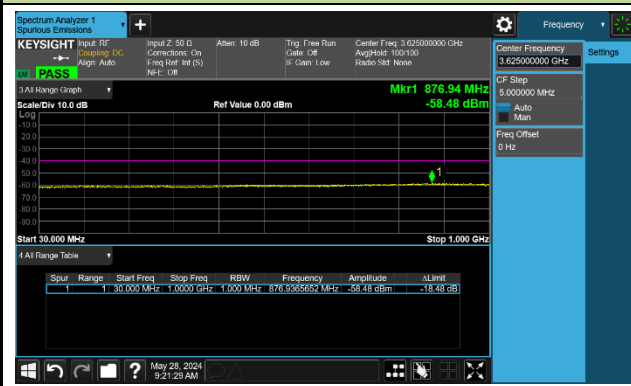 Spectrum Analyzer 1
Spurious Emissions
Frequency
KEYSIGHT
Input: RF
Coupling: DC
Align: Auto
Input Z: 50 Ω
Corrections: On
Freq Ref: Int (S)
NFE: Off
Atten: 10 dB
Trig: Free Run
Gate: Off
IF Gain: Low
Center Freq: 3.625000000 GHz
Avg|Hold: 100/100
Radio Std: None
PASS
Center Frequency
3.625000000 GHz
Settings
CF Step
5.000000 MHz
Auto
Man
Freq Offset
0 Hz
3 All Range Graph
Mkr1 876.94 MHz
Scale/Div 10.0 dB
Ref Value 0.00 dBm
-58.48 dBm
Log
-10.0
-20.0
-30.0
-40.0
-50.0
-60.0
-70.0
-80.0
-90.0
1
Start 30.000 MHz
Stop 1.000 GHz
4 All Range Table
Spur Range Start Freq Stop Freq RBW Frequency Amplitude ΔLimit
1 1 30.000 MHz 1.0000 GHz 1.000 MHz 876.9365652 MHz -58.48 dBm -18.48 dB
?
May 28, 2024
9:21:29 AM